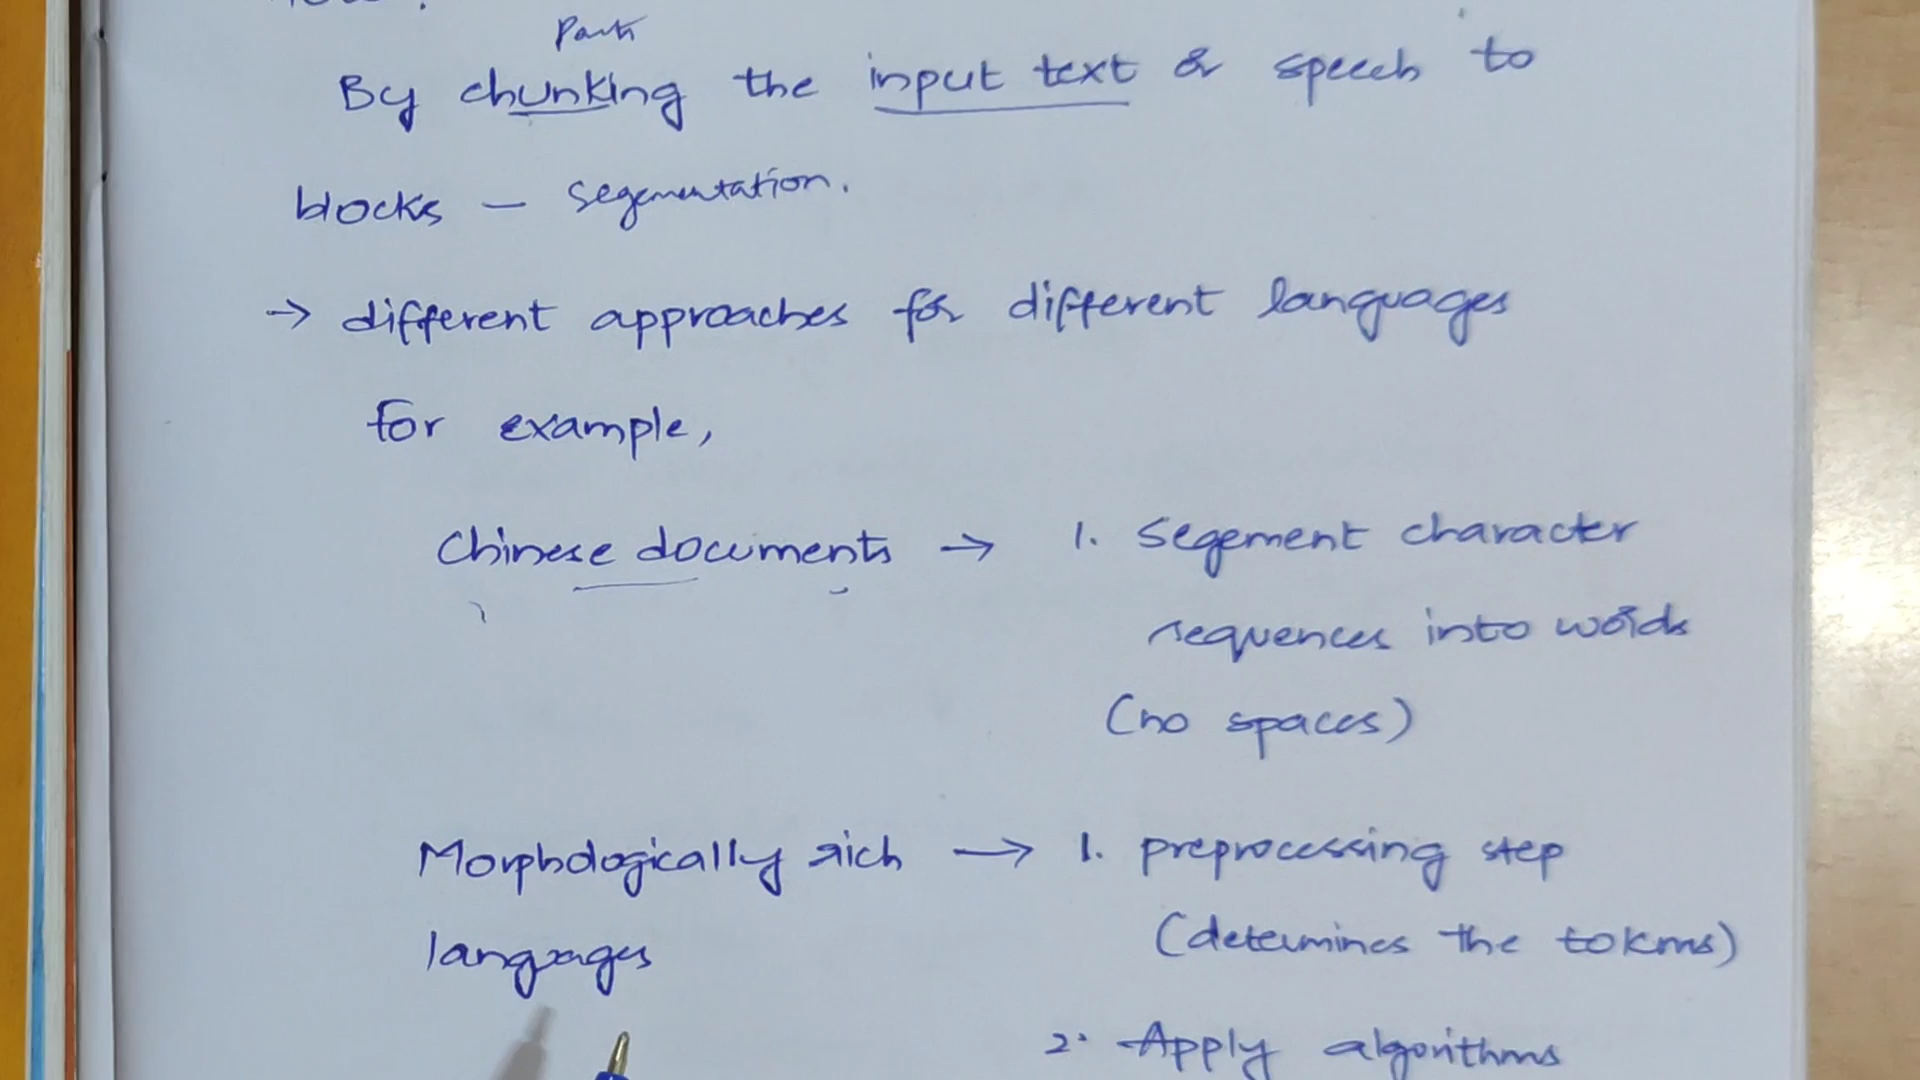 Parts
By chunking the input text or speech to
blocks – segementation.
→ different approaches for different languages
for example,
Chinese documents → 1. Segement character
sequences into words
(no spaces)
Morphologically rich → 1. preprocessing step
languages (determines the tokens)
2. Apply algorithms